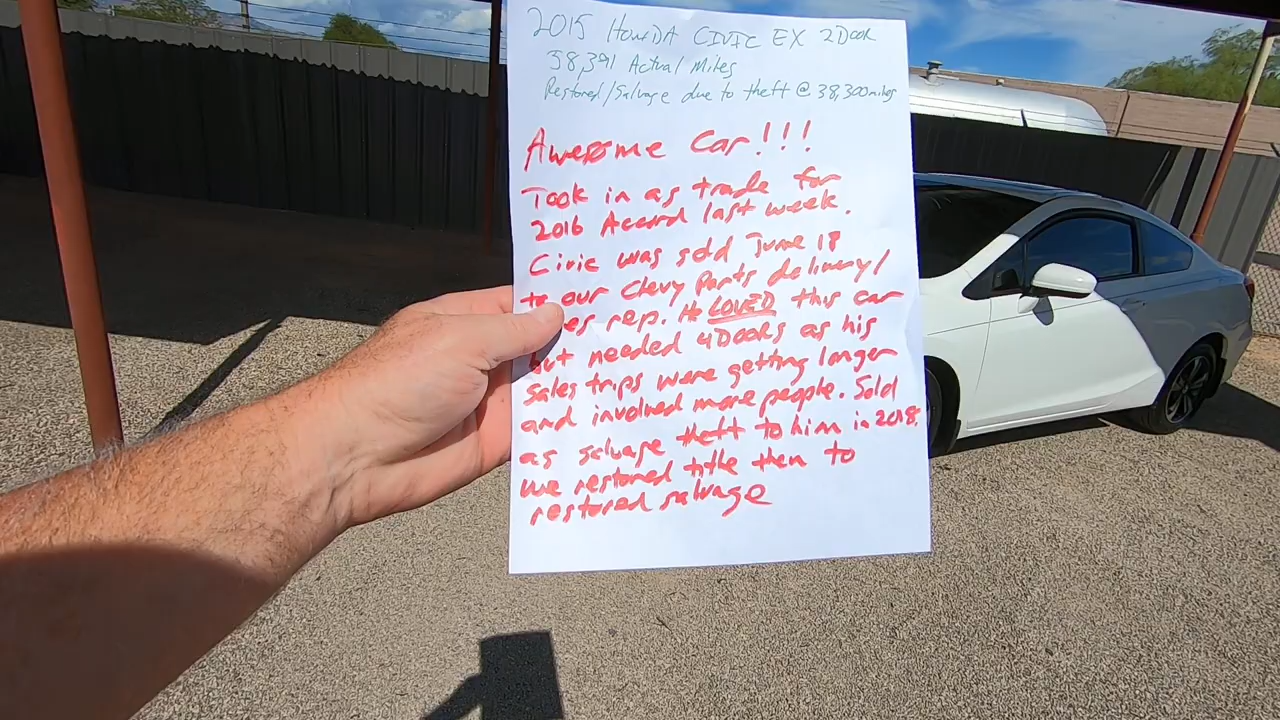 2015 HONDA CIVIC EX 2DOOR
58,391 Actual Miles
Restored/Salvage due to theft @ 38,300 miles
Awesome Car!!!
Took in as trade for
2016 Accord last week.
Civic was sold June 18
to our Chevy Parts delivery/
es rep. He LOVED this car
but needed 4DOORS as his
sales trips were getting longer
and involved more people. Sold
as salvage theft to him in 2018.
We restored title then to
restored salvage